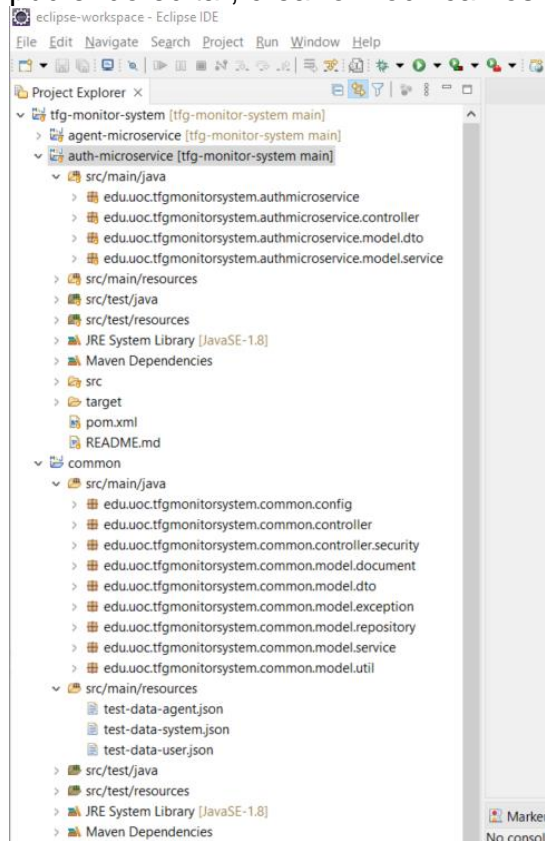 eclipse-workspace - Eclipse IDE
File Edit Navigate Search Project Run Window Help
Project Explorer
tfg-monitor-system [tfg-monitor-system main]
agent-microservice [tfg-monitor-system main]
auth-microservice [tfg-monitor-system main]
src/main/java
edu.uoc.tfgmonitorsystem.authmicroservice
edu.uoc.tfgmonitorsystem.authmicroservice.controller
edu.uoc.tfgmonitorsystem.authmicroservice.model.dto
edu.uoc.tfgmonitorsystem.authmicroservice.model.service
src/main/resources
src/test/java
src/test/resources
JRE System Library [JavaSE-1.8]
Maven Dependencies
src
target
pom.xml
README.md
common
src/main/java
edu.uoc.tfgmonitorsystem.common.config
edu.uoc.tfgmonitorsystem.common.controller
edu.uoc.tfgmonitorsystem.common.controller.security
edu.uoc.tfgmonitorsystem.common.model.document
edu.uoc.tfgmonitorsystem.common.model.dto
edu.uoc.tfgmonitorsystem.common.model.exception
edu.uoc.tfgmonitorsystem.common.model.repository
edu.uoc.tfgmonitorsystem.common.model.service
edu.uoc.tfgmonitorsystem.common.model.util
src/main/resources
test-data-agent.json
test-data-system.json
test-data-user.json
src/test/java
src/test/resources
JRE System Library [JavaSE-1.8]
Maven Dependencies
Marker
No consol